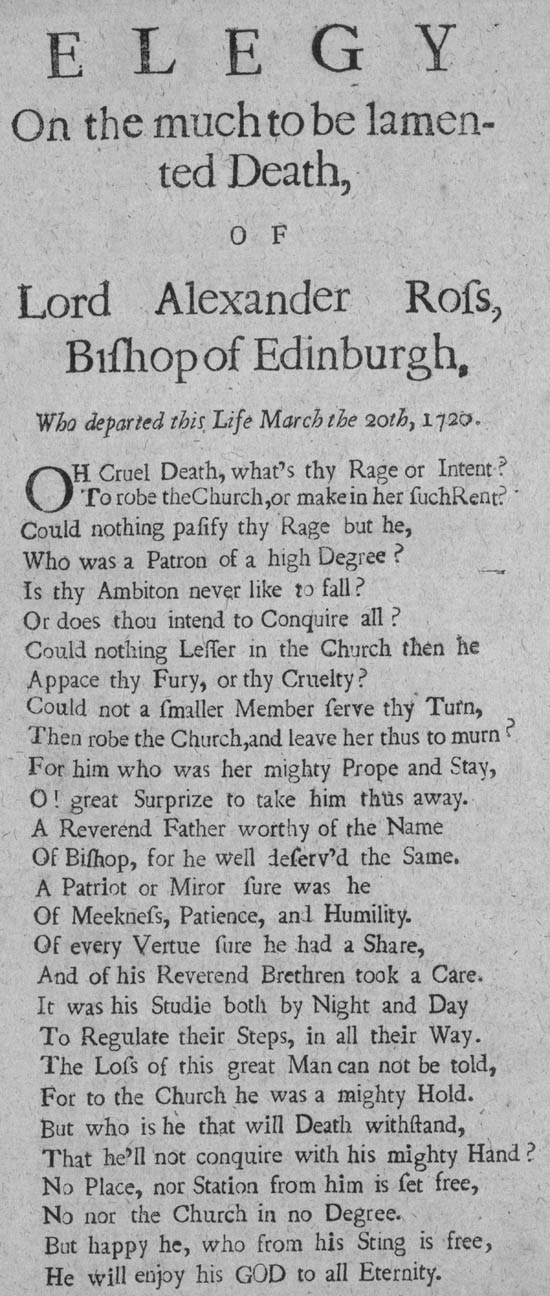 ELEGY
On the much to be lamen-
ted Death,
OF
Lord Alexander Roſs,
Biſhop of Edinburgh,
Who departed this Life March the 20th, 1720.
OH Cruel Death, what's thy Rage or Intent?
To robe the Church, or make in her ſuch Rent?
Could nothing paſify thy Rage but he,
Who was a Patron of a high Degree?
Is thy Ambiton never like to fall?
Or does thou intend to Conquire all?
Could nothing Leſſer in the Church then he
Appace thy Fury, or thy Cruelty?
Could not a ſmaller Member ſerve thy Turn,
Then robe the Church, and leave her thus to murn?
For him who was her mighty Prope and Stay,
O! great Surprize to take him thus away.
A Reverend Father worthy of the Name
Of Biſhop, for he well deſerv'd the Same.
A Patriot or Miror ſure was he
Of Meekneſs, Patience, and Humility.
Of every Vertue ſure he had a Share,
And of his Reverend Brethren took a Care.
It was his Studie both by Night and Day
To Regulate their Steps, in all their Way.
The Loſs of this great Man can not be told,
For to the Church he was a mighty Hold.
But who is he that will Death withſtand,
That he'll not conquire with his mighty Hand?
No Place, nor Station from him is ſet free,
No nor the Church in no Degree.
But happy he, who from his Sting is free,
He will enjoy his GOD to all Eternity.